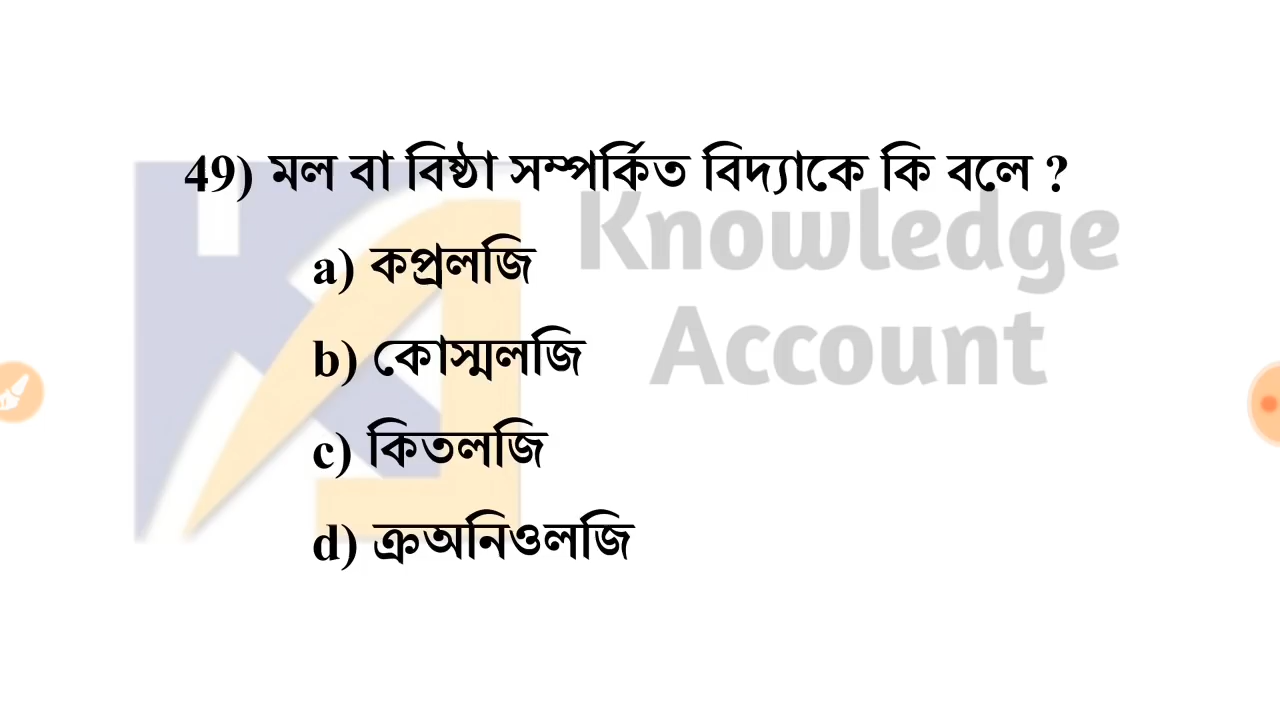 49) মল বা বিষ্ঠা সম্পর্কিত বিদ্যাকে কি বলে ?
a) কপ্রলজি
b) কোস্মলজি
c) কিতলজি
d) ক্রঅনিওলজি
Knowledge
Account